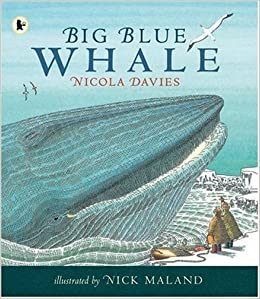 BIG BLUE
WHALE
NICOLA DAVIES
illustrated by NICK MALAND